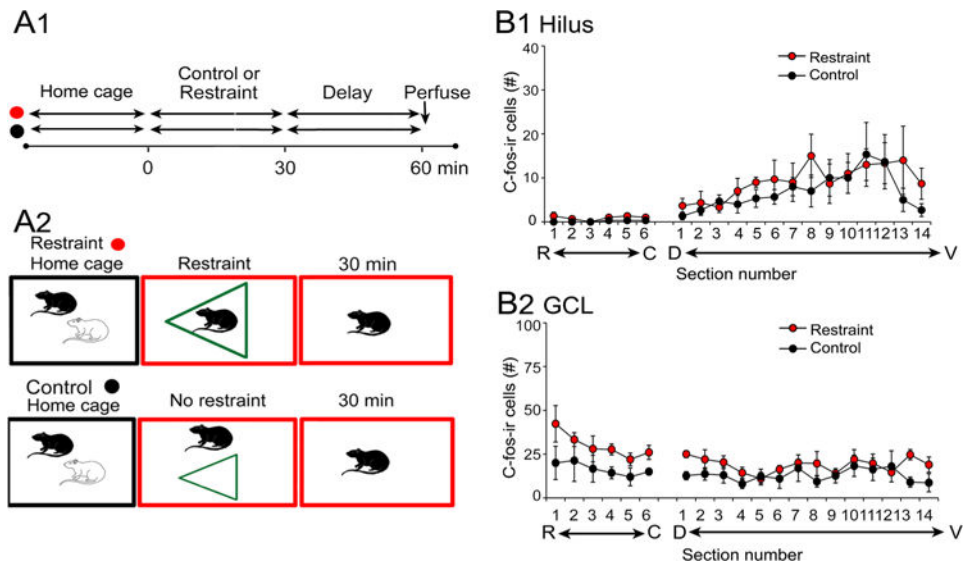 A1
Home cage
Control or
Restraint
Delay
Perfuse
0
30
60 min
A2
Restraint
Home cage
Restraint
30 min
Control
Home cage
No restraint
30 min
B1 Hilus
Restraint
Control
C-fos-ir cells (#)
40
30
20
10
0
1 2 3 4 5 6
1 2 3 4 5 6 7 8 9 10 11 12 13 14
R C D V
Section number
B2 GCL
Restraint
Control
C-fos-ir cells (#)
100
75
50
25
0
1 2 3 4 5 6
1 2 3 4 5 6 7 8 9 10 11 12 13 14
R C D V
Section number